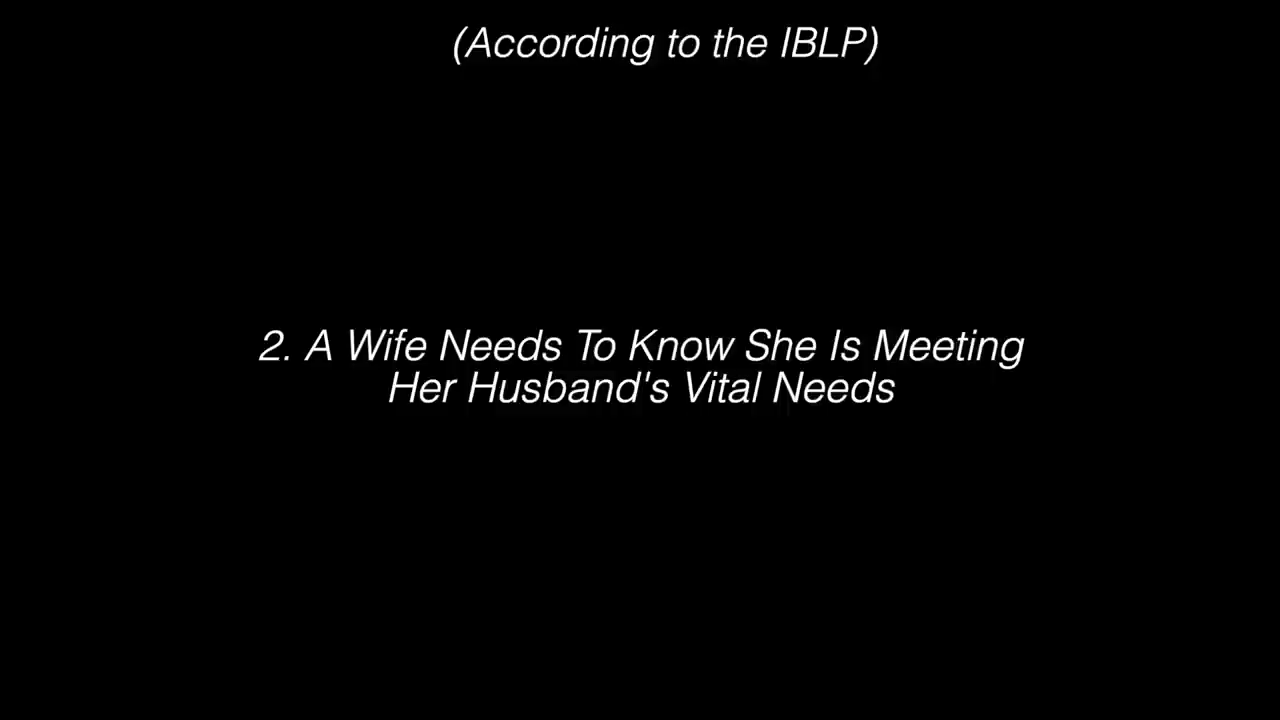 (According to the IBLP)
2. A Wife Needs To Know She Is Meeting
Her Husband's Vital Needs